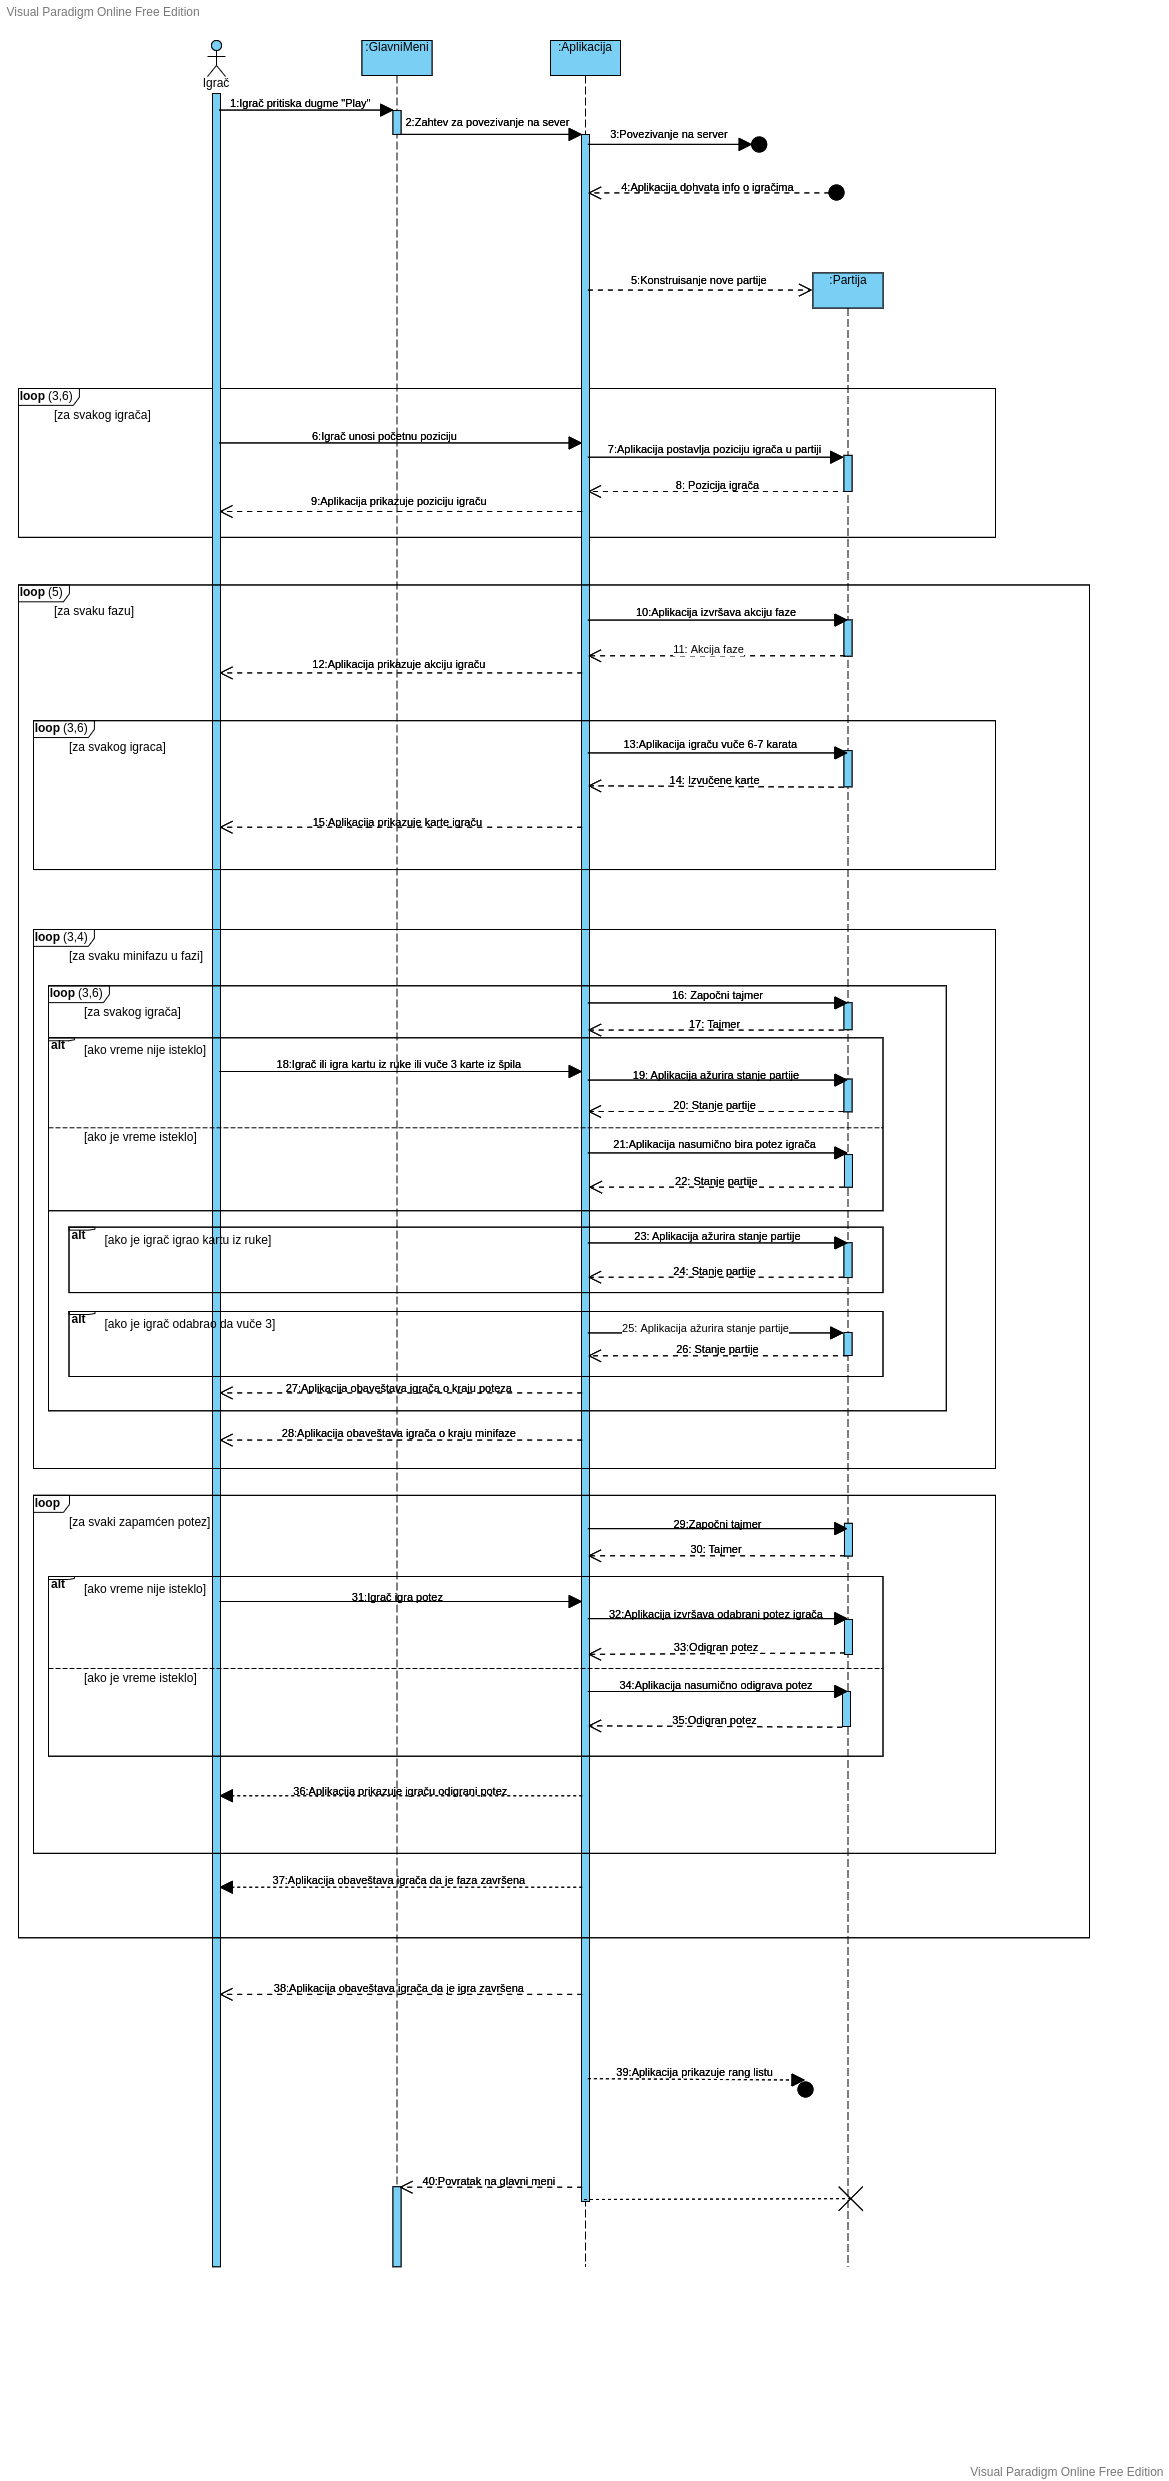 Visual Paradigm Online Free Edition
:GlavniMeni
:Aplikacija
Igrač
1:Igrač pritiska dugme "Play"
2:Zahtev za povezivanje na sever
3:Povezivanje na server
4:Aplikacija dohvata info o igračima
5:Konstruisanje nove partije
:Partija
loop (3,6)
[za svakog igrača]
6:Igrač unosi početnu poziciju
7:Aplikacija postavlja poziciju igrača u partiji
8: Pozicija igrača
9:Aplikacija prikazuje poziciju igraču
loop (5)
[za svaku fazu]
10:Aplikacija izvršava akciju faze
11: Akcija faze
12:Aplikacija prikazuje akciju igraču
loop (3,6)
[za svakog igraca]
13:Aplikacija igraču vuče 6-7 karata
14: Izvučene karte
15:Aplikacija prikazuje karte igraču
loop (3,4)
[za svaku minifazu u fazi]
loop (3,6)
[za svakog igrača]
16: Započni tajmer
17: Tajmer
alt
[ako vreme nije isteklo]
18:Igrač ili igra kartu iz ruke ili vuče 3 karte iz špila
19: Aplikacija ažurira stanje partije
20: Stanje partije
[ako je vreme isteklo]
21:Aplikacija nasumično bira potez igrača
22: Stanje partije
alt
[ako je igrač igrao kartu iz ruke]
23: Aplikacija ažurira stanje partije
24: Stanje partije
alt
[ako je igrač odabrao da vuče 3]
25: Aplikacija ažurira stanje partije
26: Stanje partije
27:Aplikacija obaveštava igrača o kraju poteza
28:Aplikacija obaveštava igrača o kraju minifaze
loop
[za svaki zapamćen potez]
29:Započni tajmer
30: Tajmer
alt
[ako vreme nije isteklo]
31:Igrač igra potez
32:Aplikacija izvršava odabrani potez igrača
33:Odigran potez
[ako je vreme isteklo]
34:Aplikacija nasumično odigrava potez
35:Odigran potez
36:Aplikacija prikazuje igraču odigrani potez
37:Aplikacija obaveštava igrača da je faza završena
38:Aplikacija obaveštava igrača da je igra završena
39:Aplikacija prikazuje rang listu
40:Povratak na glavni meni
Visual Paradigm Online Free Edition